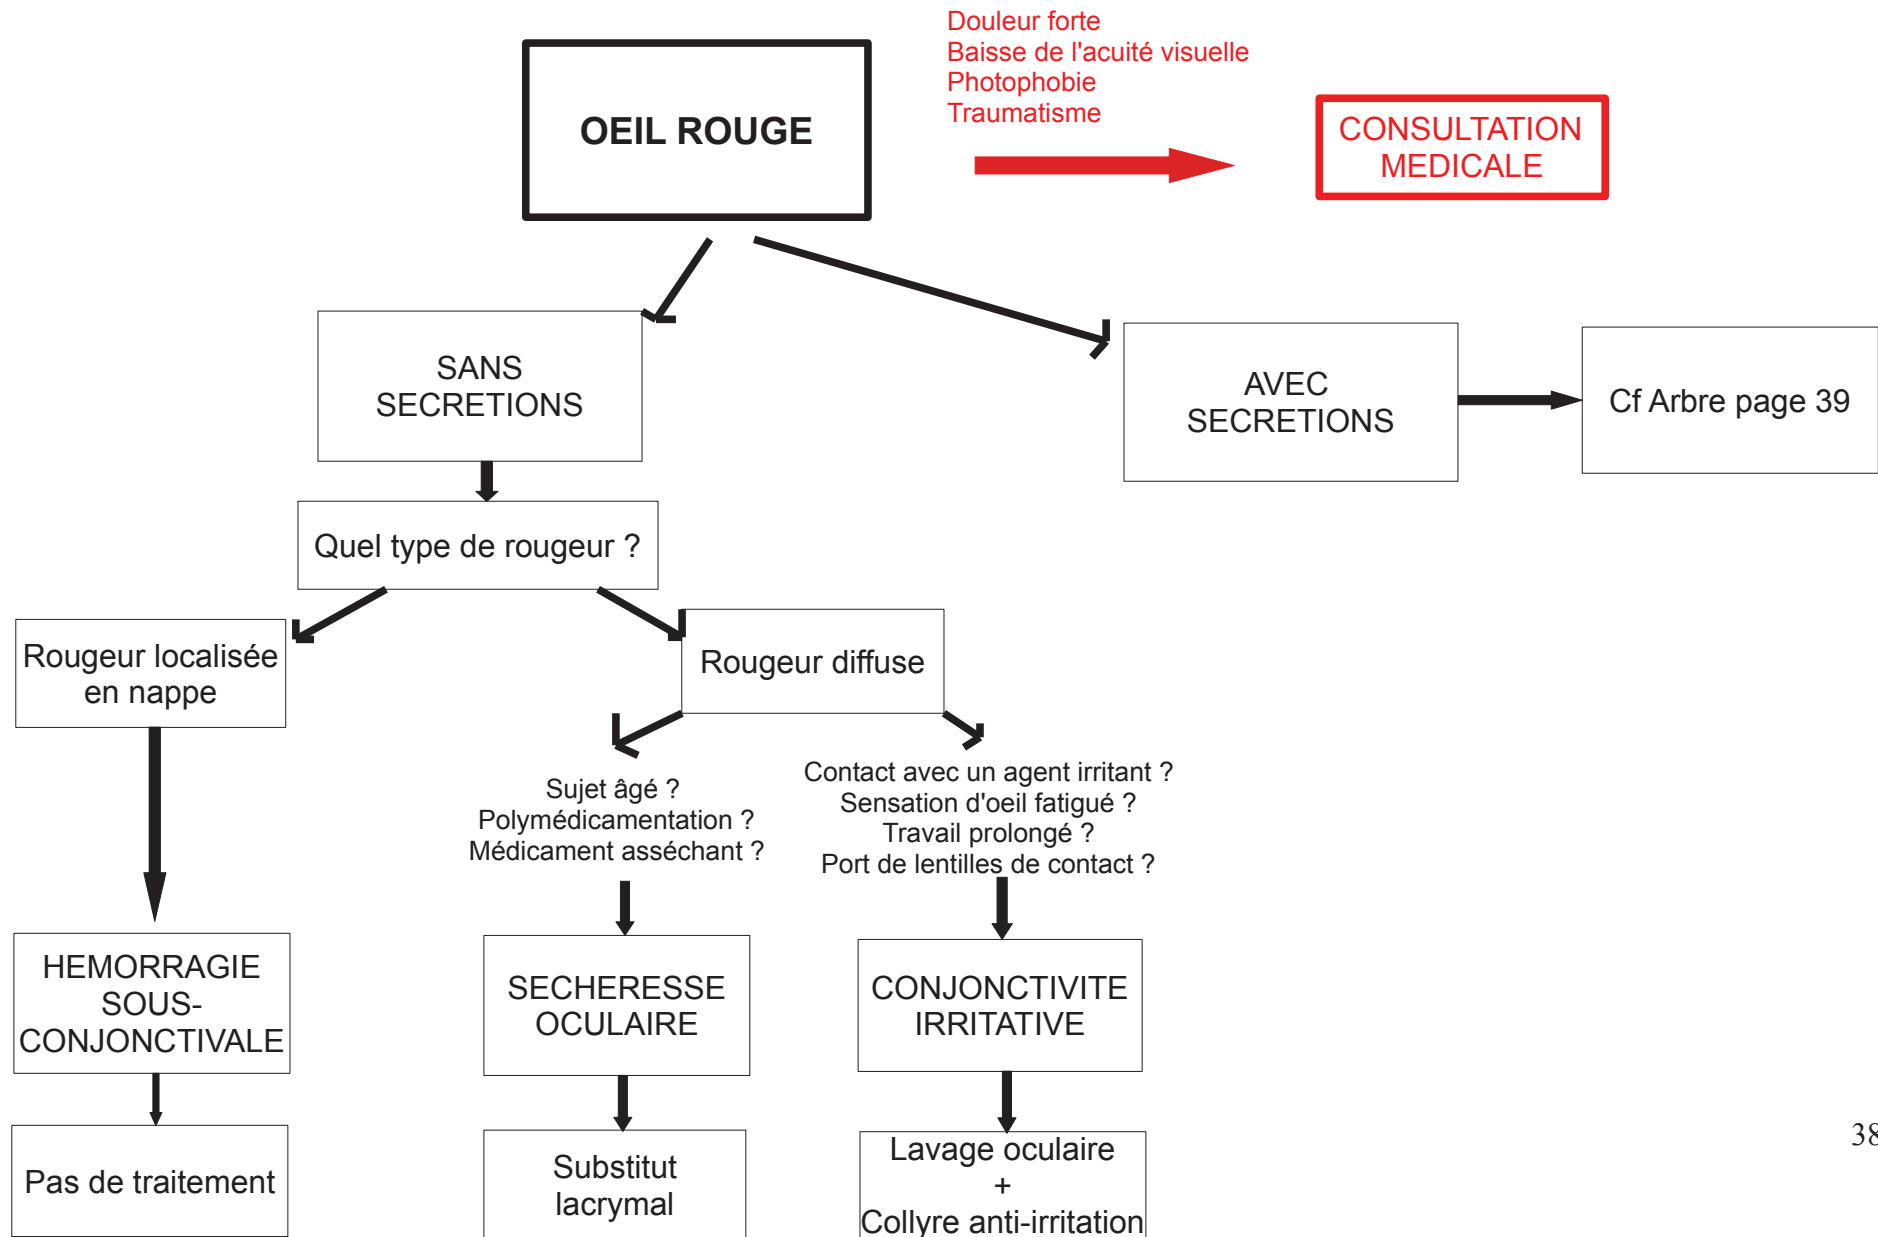 Douleur forte
Baisse de l'acuité visuelle
Photophobie
Traumatisme
OEIL ROUGE
CONSULTATION
MEDICALE
SANS
SECRETIONS
AVEC
SECRETIONS
Cf Arbre page 39
Quel type de rougeur ?
Rougeur localisée
en nappe
Rougeur diffuse
Sujet âgé ?
Polymédicamentation ?
Médicament asséchant ?
Contact avec un agent irritant ?
Sensation d'oeil fatigué ?
Travail prolongé ?
Port de lentilles de contact ?
HEMORRAGIE
SOUS-
CONJONCTIVALE
SECHERESSE
OCULAIRE
CONJONCTIVITE
IRRITATIVE
Pas de traitement
Substitut
lacrymal
Lavage oculaire
+
Collyre anti-irritation
38